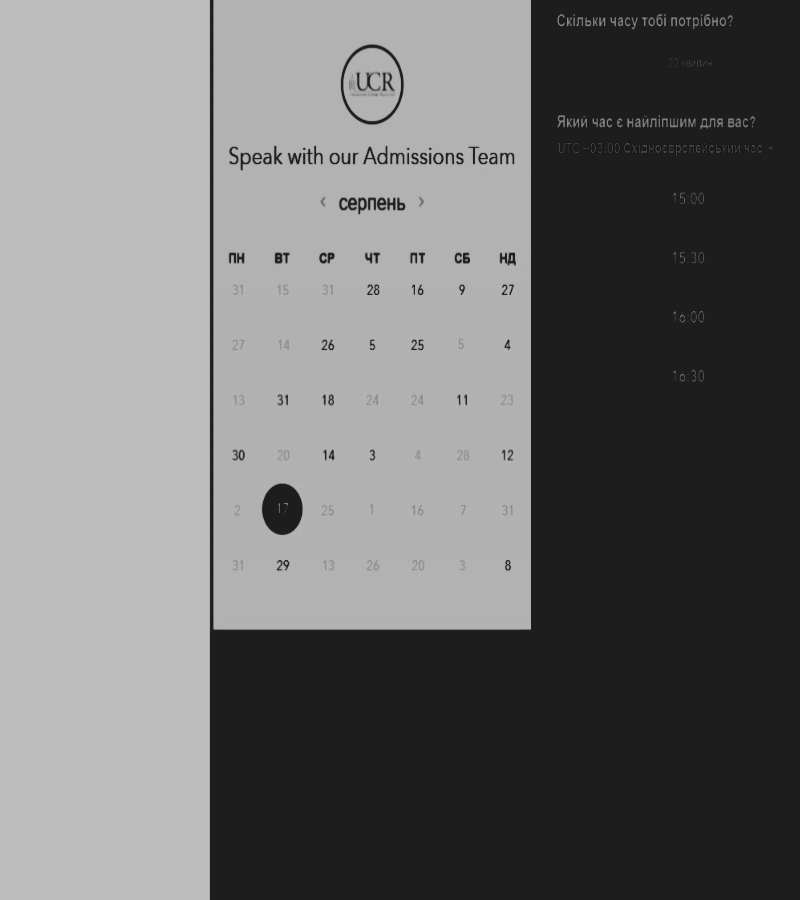 UCR
Speak with our Admissions Team
‹ серпень ›
ПН ВТ СР ЧТ ПТ СБ НД
31 15 31 28 16 9 27
27 14 26 5 25 5 4
13 31 18 24 24 11 23
30 20 14 3 4 28 12
2 17 25 1 16 7 31
31 29 13 26 20 3 8
Скільки часу тобі потрібно?
30 хвилин
Який час є найліпшим для вас?
UTC +03:00 Східноєвропейський час
15:00
15:30
16:00
16:30